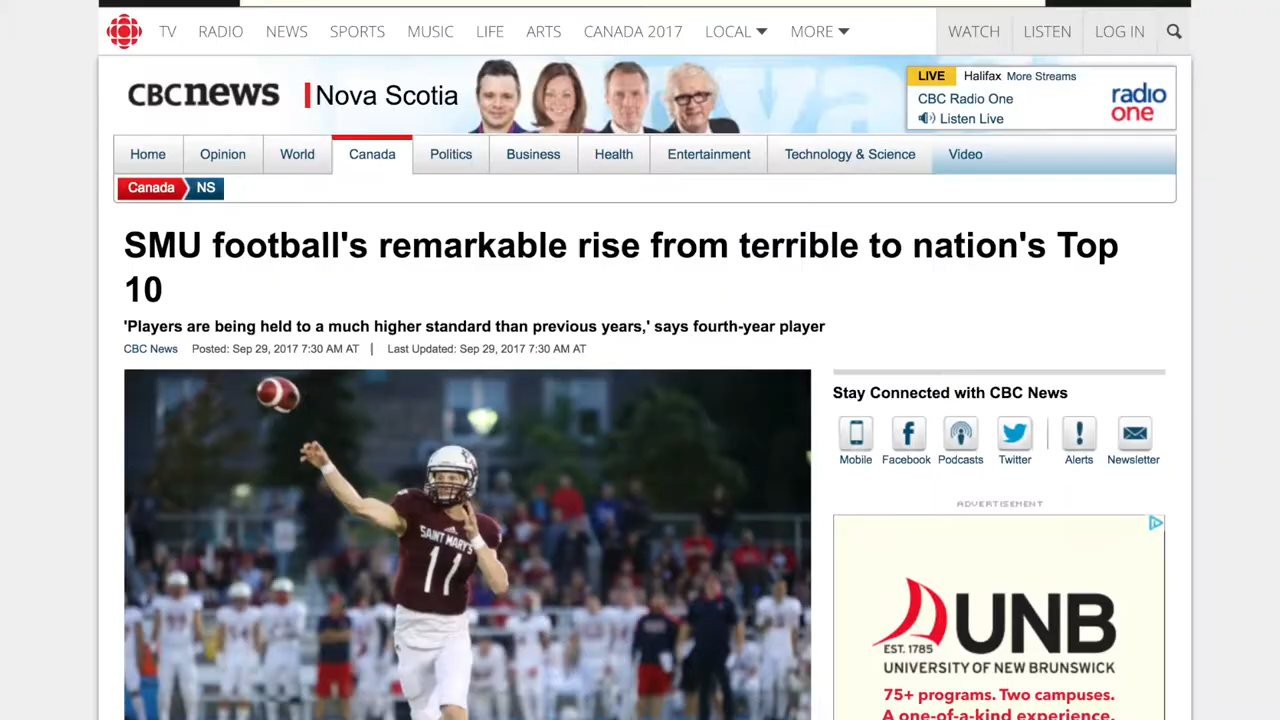 TV RADIO NEWS SPORTS MUSIC LIFE ARTS CANADA 2017 LOCAL MORE WATCH LISTEN LOG IN
CBCnews Nova Scotia
LIVE Halifax More Streams
CBC Radio One
Listen Live
radio
one
Home Opinion World Canada Politics Business Health Entertainment Technology & Science Video
Canada NS
SMU football's remarkable rise from terrible to nation's Top
10
'Players are being held to a much higher standard than previous years,' says fourth-year player
CBC News Posted: Sep 29, 2017 7:30 AM AT | Last Updated: Sep 29, 2017 7:30 AM AT
SAINT MARY'S
11
Stay Connected with CBC News
Mobile Facebook Podcasts Twitter Alerts Newsletter
ADVERTISEMENT
UNB
EST. 1785
UNIVERSITY OF NEW BRUNSWICK
75+ programs. Two campuses.
A one-of-a-kind experience.